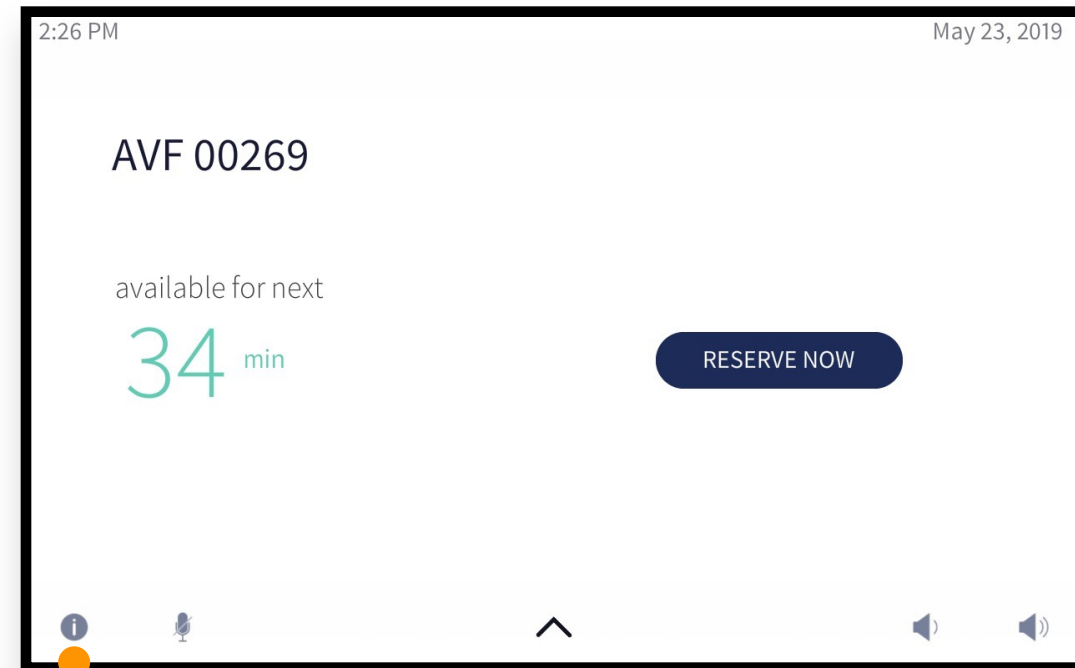 2:26 PM May 23, 2019
AVF 00269
available for next
34 min
RESERVE NOW